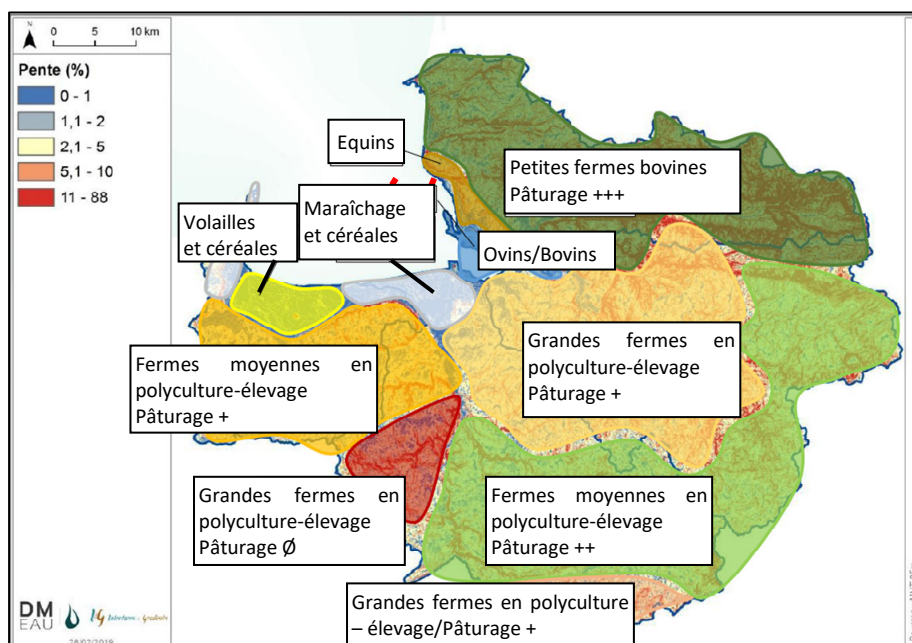 N
0 5 10 km
Pente (%)
0 - 1
1,1 - 2
2,1 - 5
5,1 - 10
11 - 88
Equins
Petites fermes bovines
Pâturage +++
Volailles
et céréales
Maraîchage
et céréales
Ovins/Bovins
Fermes moyennes en
polyculture-élevage
Pâturage +
Grandes fermes en
polyculture-élevage
Pâturage +
Grandes fermes en
polyculture-élevage
Pâturage Ø
Fermes moyennes en
polyculture-élevage
Pâturage ++
Grandes fermes en polyculture
– élevage/Pâturage +
DM
EAU